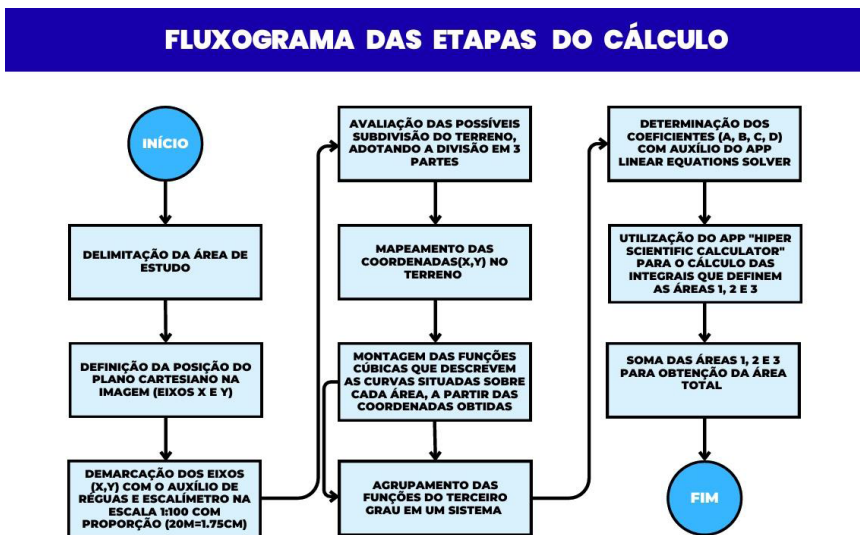 FLUXOGRAMA DAS ETAPAS DO CÁLCULO
INÍCIO
DELIMITAÇÃO DA ÁREA DE
ESTUDO
DEFINIÇÃO DA POSIÇÃO DO
PLANO CARTESIANO NA
IMAGEM (EIXOS X E Y)
DEMARCAÇÃO DOS EIXOS
(X,Y) COM O AUXÍLIO DE
RÉGUAS E ESCALÍMETRO NA
ESCALA 1:100 COM
PROPORÇÃO (20M=1.75CM)
AVALIAÇÃO DAS POSSÍVEIS
SUBDIVISÃO DO TERRENO,
ADOTANDO A DIVISÃO EM 3
PARTES
MAPEAMENTO DAS
COORDENADAS(X,Y) NO
TERRENO
MONTAGEM DAS FUNÇÕES
CÚBICAS QUE DESCREVEM
AS CURVAS SITUADAS SOBRE
CADA ÁREA, A PARTIR DAS
COORDENADAS OBTIDAS
AGRUPAMENTO DAS
FUNÇÕES DO TERCEIRO
GRAU EM UM SISTEMA
DETERMINAÇÃO DOS
COEFICIENTES (A, B, C, D)
COM AUXÍLIO DO APP
LINEAR EQUATIONS SOLVER
UTILIZAÇÃO DO APP "HIPER
SCIENTIFIC CALCULATOR"
PARA O CÁLCULO DAS
INTEGRAIS QUE DEFINEM
AS ÁREAS 1, 2 E 3
SOMA DAS ÁREAS 1, 2 E 3
PARA OBTENÇÃO DA ÁREA
TOTAL
FIM